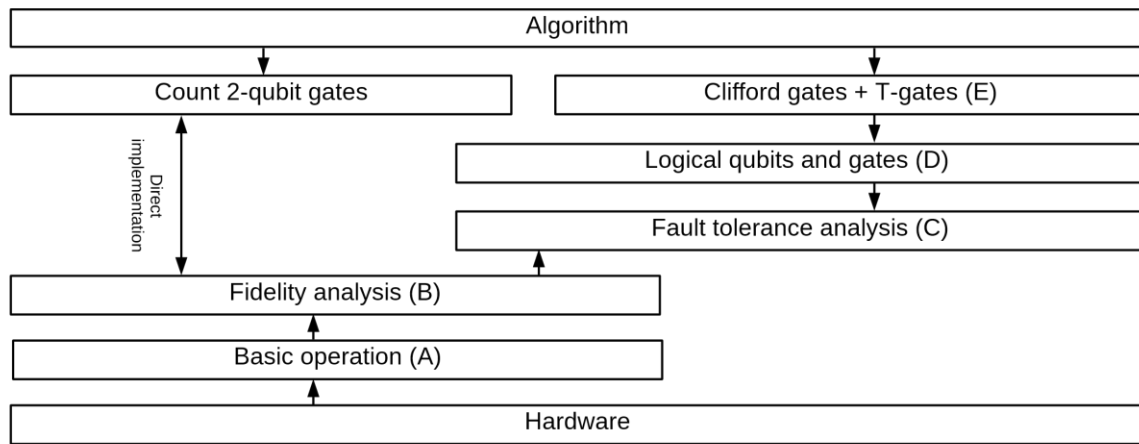 Algorithm
Count 2-qubit gates
Clifford gates + T-gates (E)
Logical qubits and gates (D)
Direct
implementation
Fault tolerance analysis (C)
Fidelity analysis (B)
Basic operation (A)
Hardware